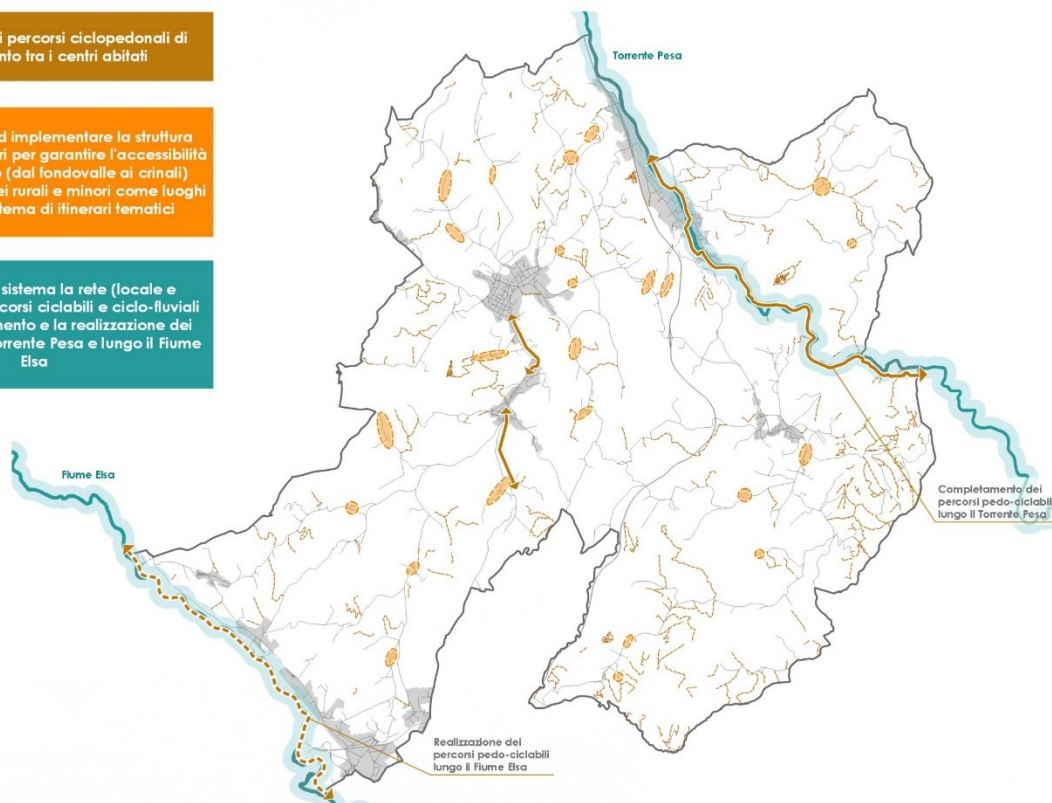 i percorsi ciclopedonali di
nto tra i centri abitati
d implementare la struttura
ri per garantire l'accessibilità
o (dal fondovalle ai crinali)
ei rurali e minori come luoghi
tema di itinerari tematici
sistema la rete (locale e
corsi ciclabili e ciclo-fluviali
mento e la realizzazione dei
orrente Pesa e lungo il Fiume
Elsa
Torrente Pesa
Fiume Elsa
Completamento dei
percorsi pedo-ciclabil
lungo il Torrente Pesa
Realizzazione dei
percorsi pedo-ciclabili
lungo il Fiume Elsa